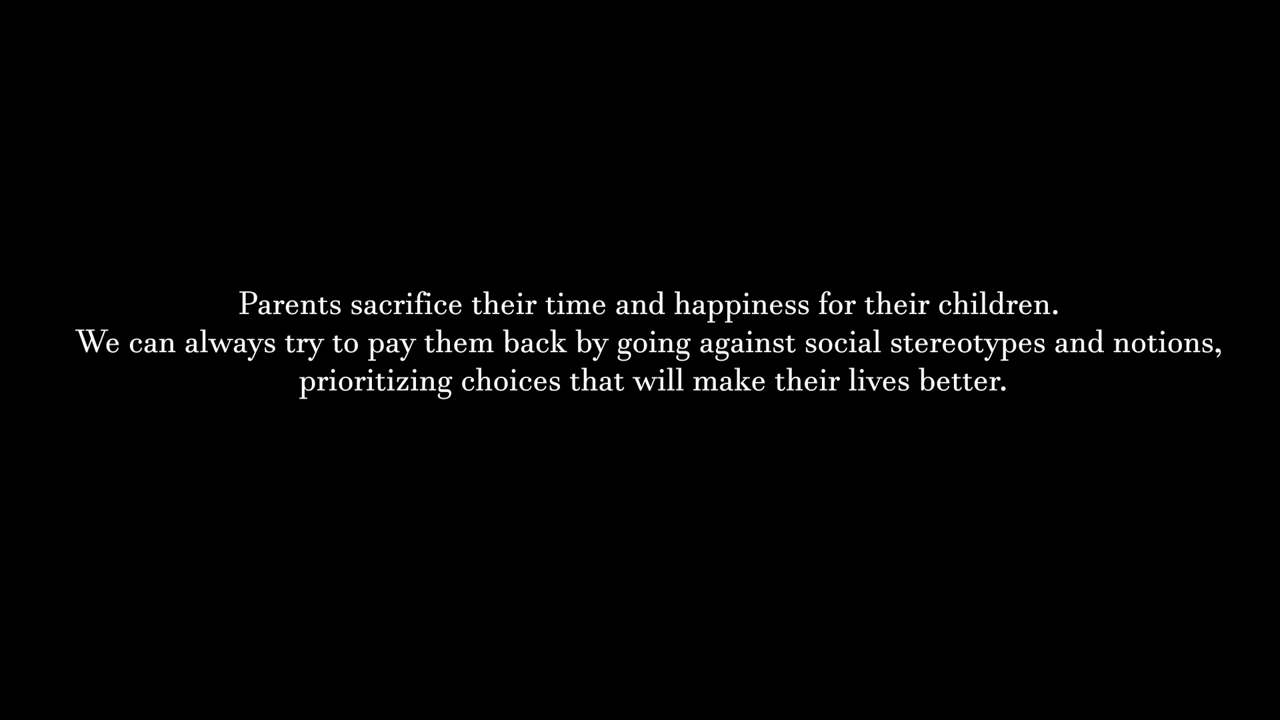 Parents sacrifice their time and happiness for their children.
We can always try to pay them back by going against social stereotypes and notions,
prioritizing choices that will make their lives better.